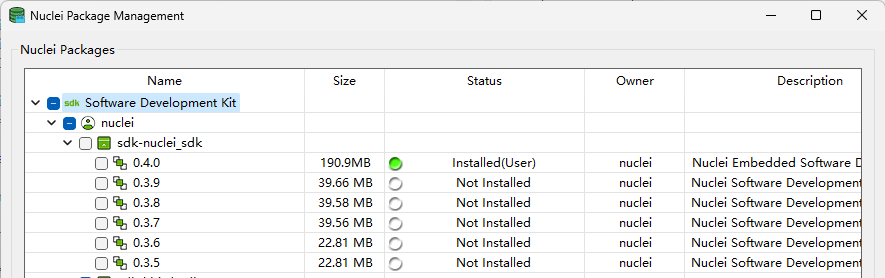 Nuclei Package Management
Nuclei Packages
Name Size Status Owner Description
sdk Software Development Kit
nuclei
sdk-nuclei_sdk
0.4.0 190.9MB Installed(User) nuclei Nuclei Embedded Software D
0.3.9 39.66 MB Not Installed nuclei Nuclei Software Development
0.3.8 39.58 MB Not Installed nuclei Nuclei Software Development
0.3.7 39.56 MB Not Installed nuclei Nuclei Software Development
0.3.6 22.81 MB Not Installed nuclei Nuclei Software Development
0.3.5 22.81 MB Not Installed nuclei Nuclei Software Development